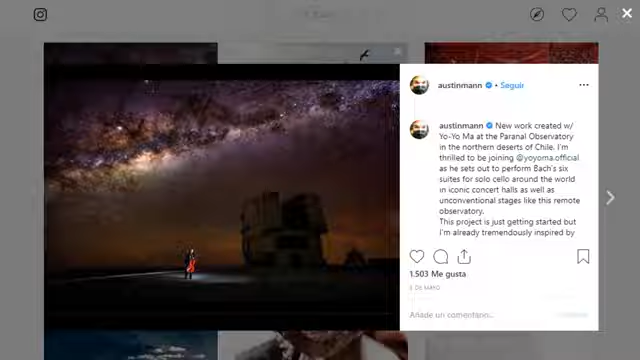 austinmann • Seguir
austinmann New work created w/
Yo-Yo Ma at the Paranal Observatory
in the northern deserts of Chile. I'm
thrilled to be joining @yoyoma.official
as he sets out to perform Bach's six
suites for solo cello around the world
in iconic concert halls as well as
unconventional stages like this remote
observatory.
This project is just getting started but
I'm already tremendously inspired by
1.503 Me gusta
DE MAYO
Añade un comentario...